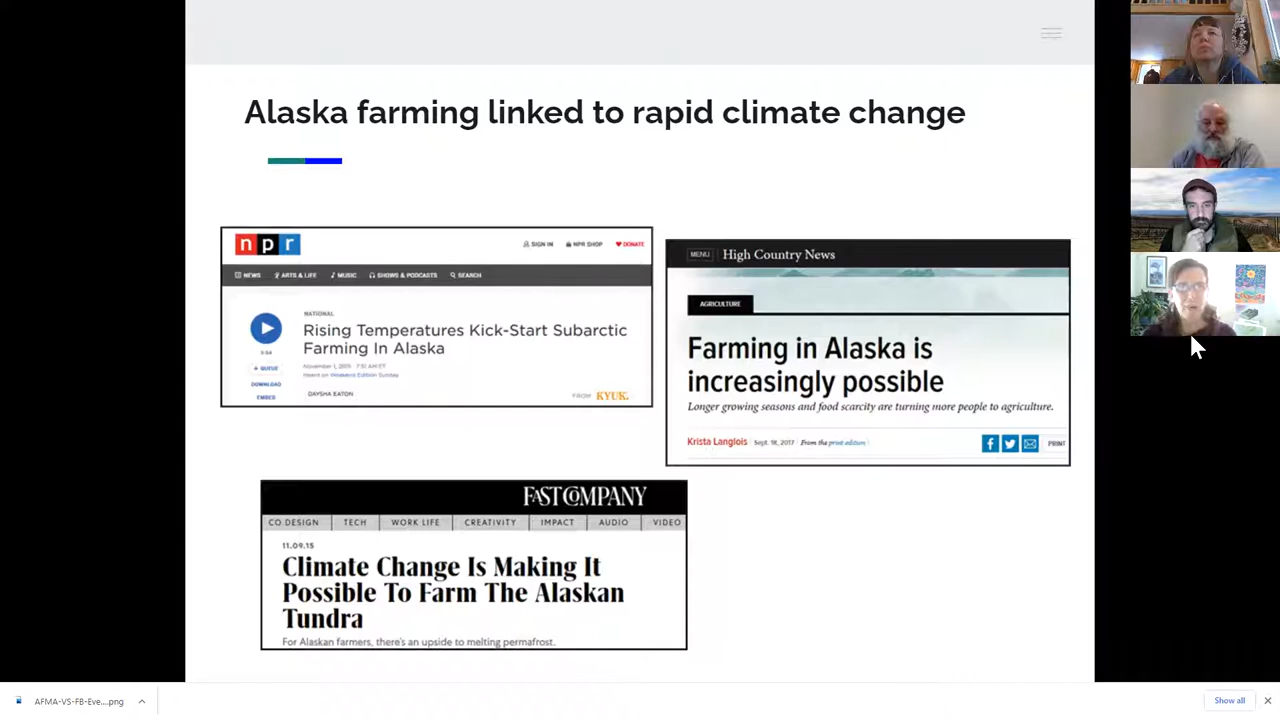 Alaska farming linked to rapid climate change
npr
SIGN IN NPR SHOP DONATE
NEWS ARTS & LIFE MUSIC SHOWS & PODCASTS SEARCH
NATIONAL
Rising Temperatures Kick-Start Subarctic
Farming In Alaska
+ QUEUE
DOWNLOAD
EMBED
DAYSHA EATON
FROM KYUK.
MENU High Country News
AGRICULTURE
Farming in Alaska is
increasingly possible
Longer growing seasons and food scarcity are turning more people to agriculture.
Krista Langlois Sept. 18, 2017 From the print edition
PRINT
FAST COMPANY
CO.DESIGN TECH WORK LIFE CREATIVITY IMPACT AUDIO VIDEO
11.09.15
Climate Change Is Making It
Possible To Farm The Alaskan
Tundra
For Alaskan farmers, there's an upside to melting permafrost.
AFMA-VS-FB-Eve....png
Show all